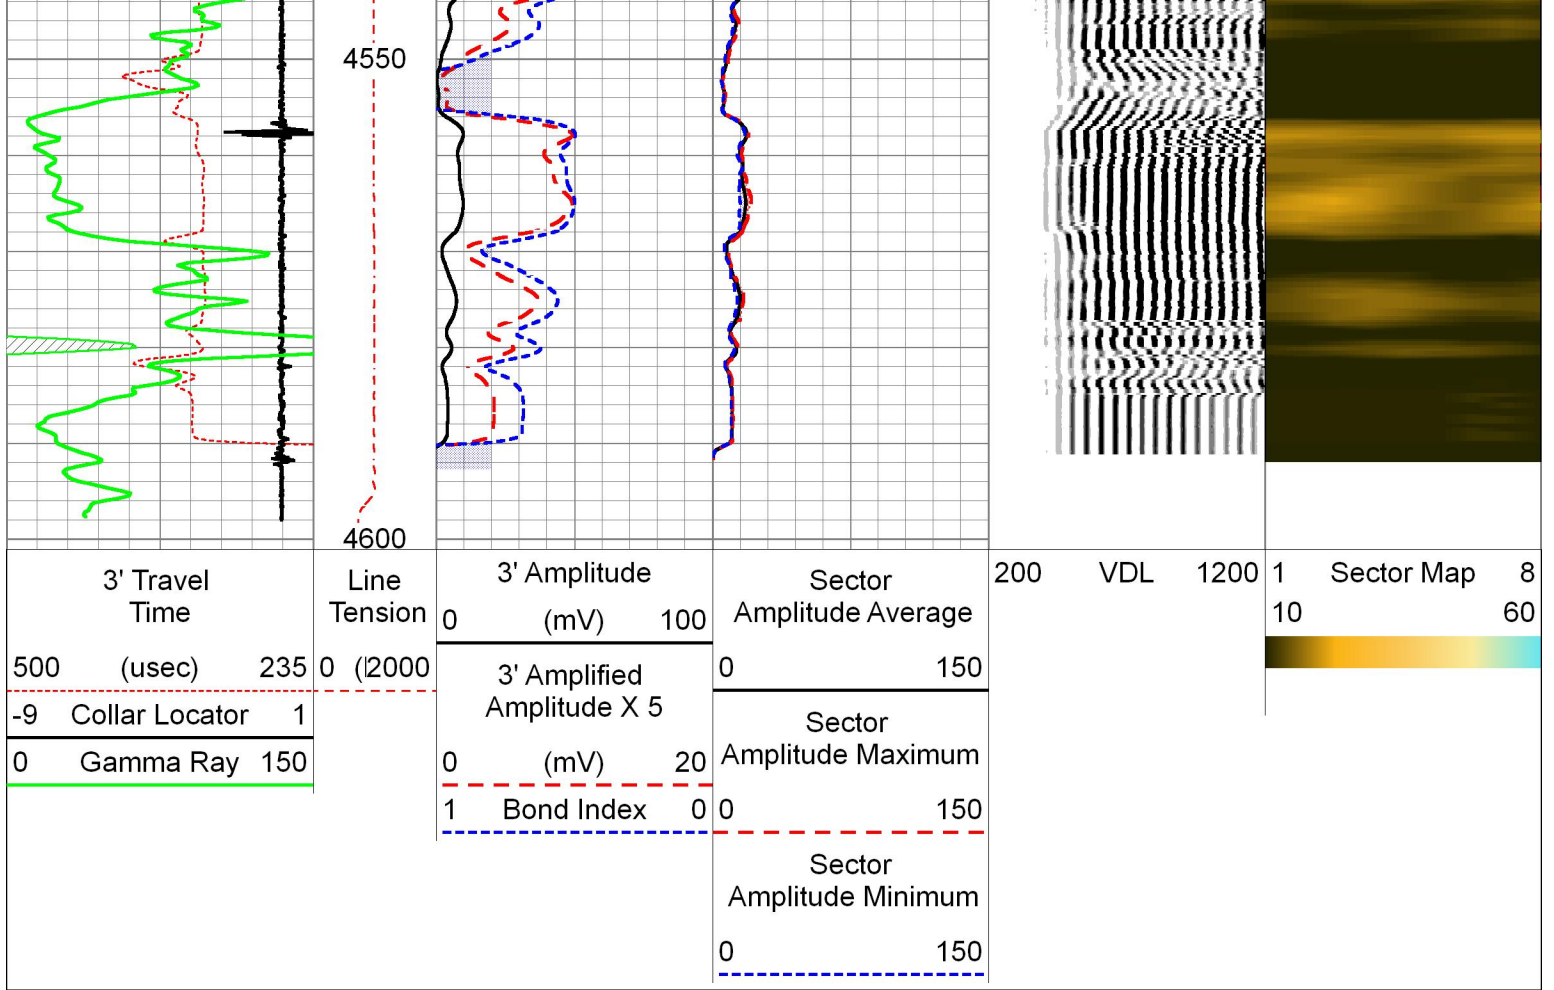 4550
4600
3' Travel
Time
500 (usec) 235
-9 Collar Locator 1
0 Gamma Ray 150
Line
Tension
0 ( 2000
3' Amplitude
0 (mV) 100
3' Amplified
Amplitude X 5
0 (mV) 20
1 Bond Index 0
Sector
Amplitude Average
0 150
Sector
Amplitude Maximum
0 150
Sector
Amplitude Minimum
0 150
200 VDL 1200
1 Sector Map 8
10 60